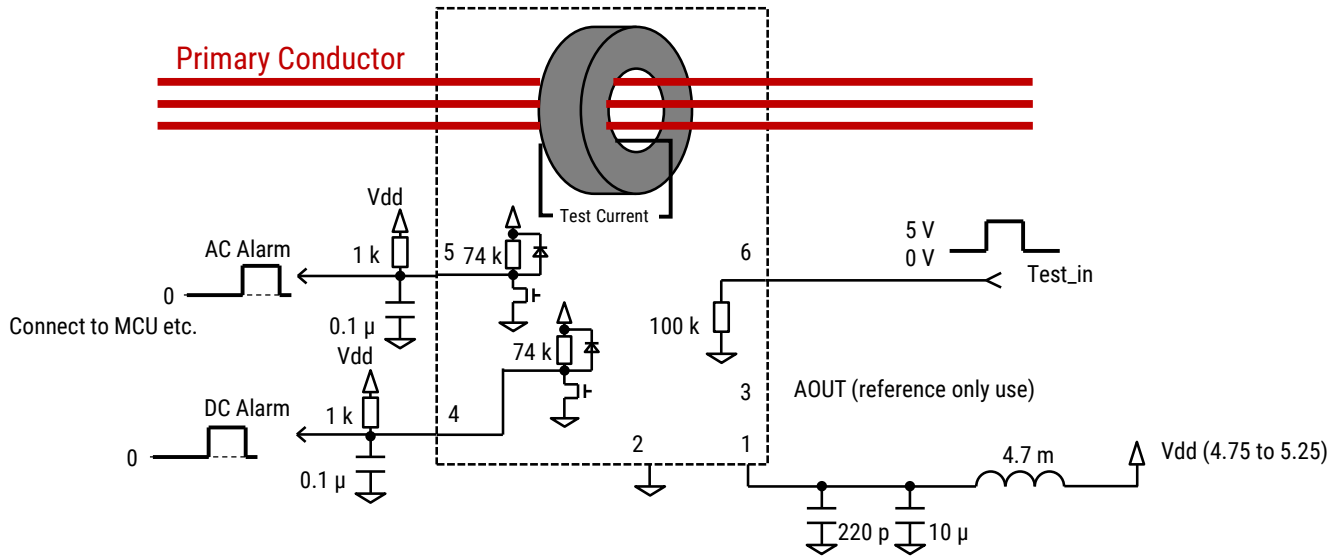 Primary Conductor
Test Current
Vdd
AC Alarm
1 k
5
74 k
6
5 V
0 V
Test_in
0
Connect to MCU etc.
0.1 µ
100 k
Vdd
74 k
3
AOUT (reference only use)
DC Alarm
1 k
4
0
0.1 µ
2
1
4.7 m
Vdd (4.75 to 5.25)
220 p
10 µ